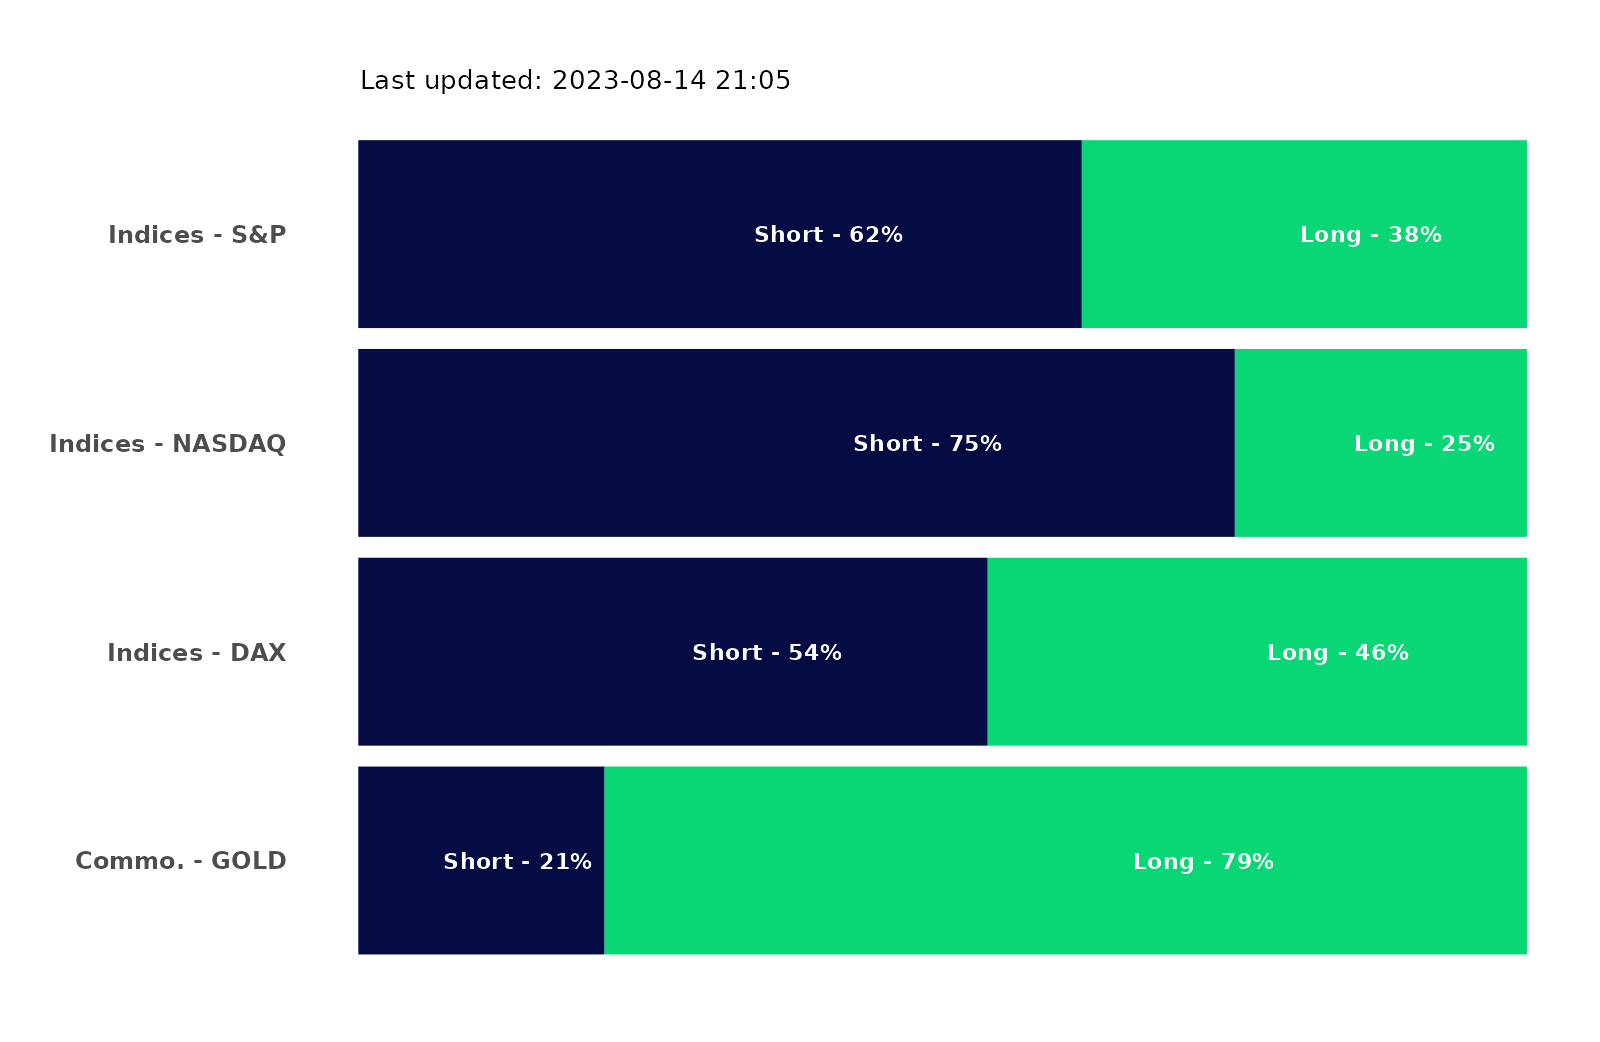 Last updated: 2023-08-14 21:05
Indices - S&P
Short - 62%
Long - 38%
Indices - NASDAQ
Short - 75%
Long - 25%
Indices - DAX
Short - 54%
Long - 46%
Commo. - GOLD
Short - 21%
Long - 79%